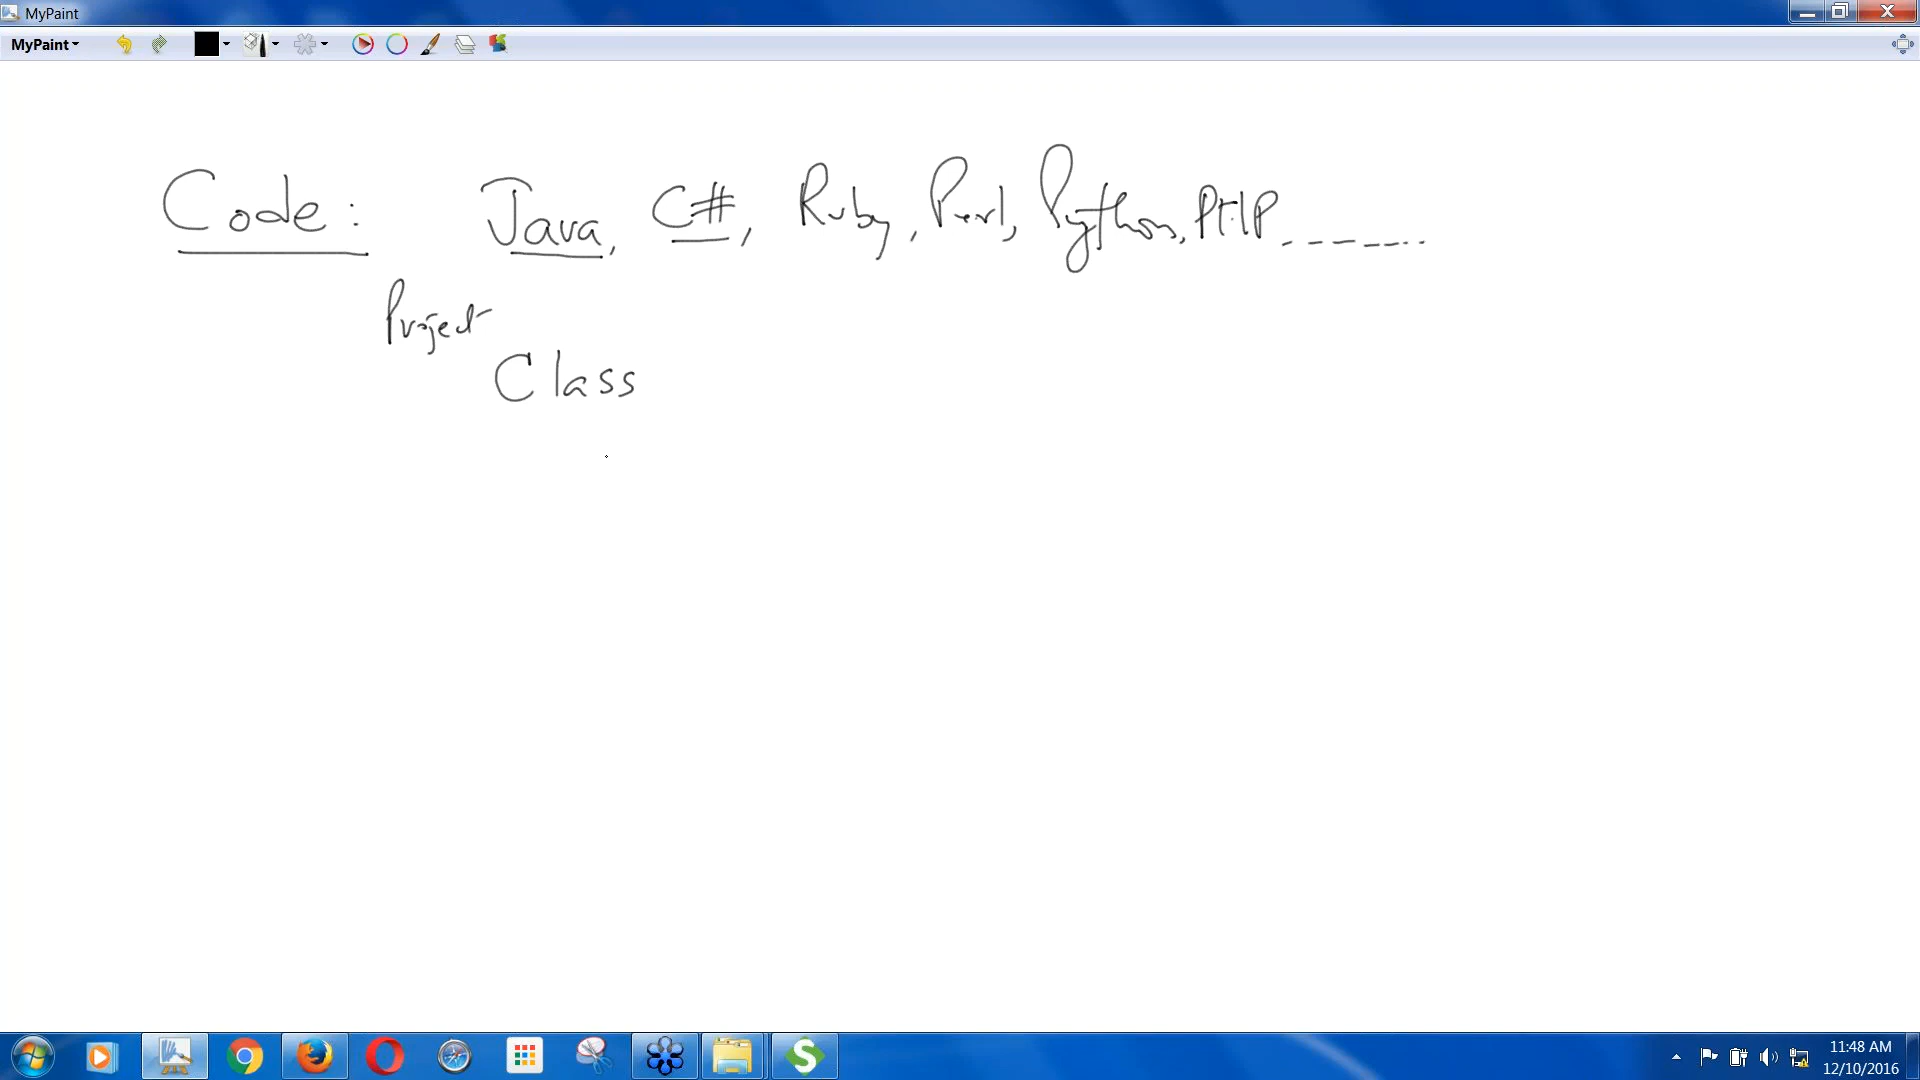 MyPaint
MyPaint
Code: Java, C#, Ruby, Perl, Python, PHP -------
Project
Class
11:48 AM
12/10/2016